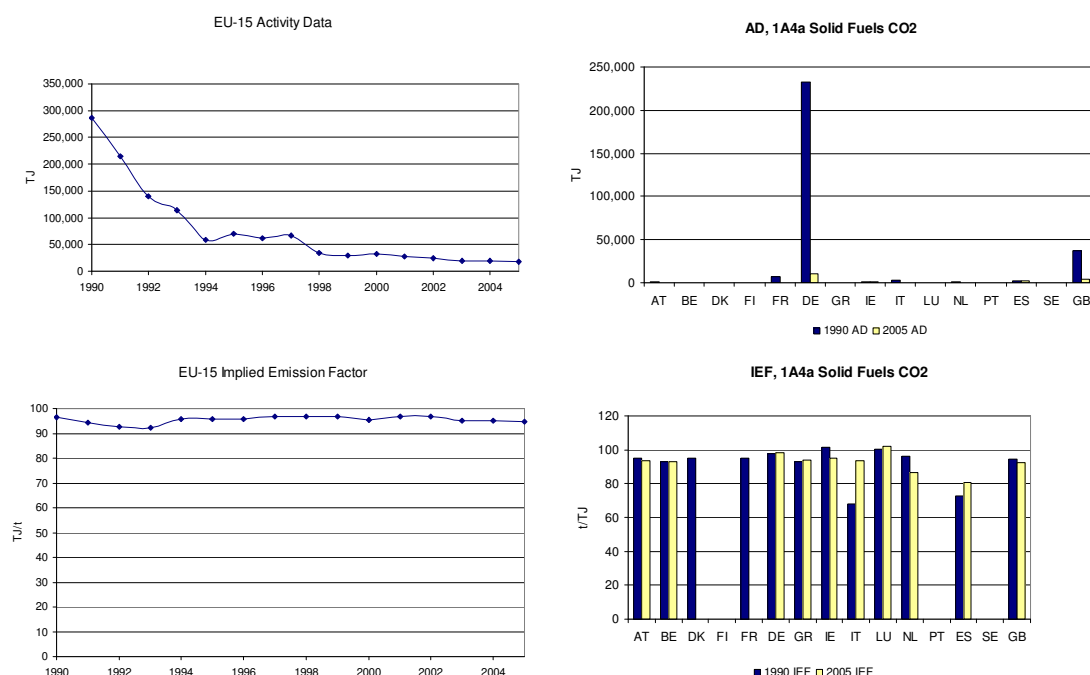 EU-15 Activity Data
350,000
300,000
250,000
200,000
150,000
100,000
50,000
0
TJ
1990 1992 1994 1996 1998 2000 2002 2004
AD, 1A4a Solid Fuels CO2
250,000
200,000
150,000
100,000
50,000
0
TJ
AT BE DK FI FR DE GR IE IT LU NL PT ES SE GB
1990 AD 2005 AD
EU-15 Implied Emission Factor
100
90
80
70
60
50
40
30
20
10
0
TJ/t
1990 1992 1994 1996 1998 2000 2002 2004
IEF, 1A4a Solid Fuels CO2
120
100
80
60
40
20
0
t/TJ
AT BE DK FI FR DE GR IE IT LU NL PT ES SE GB
1990 IEF 2005 IEF